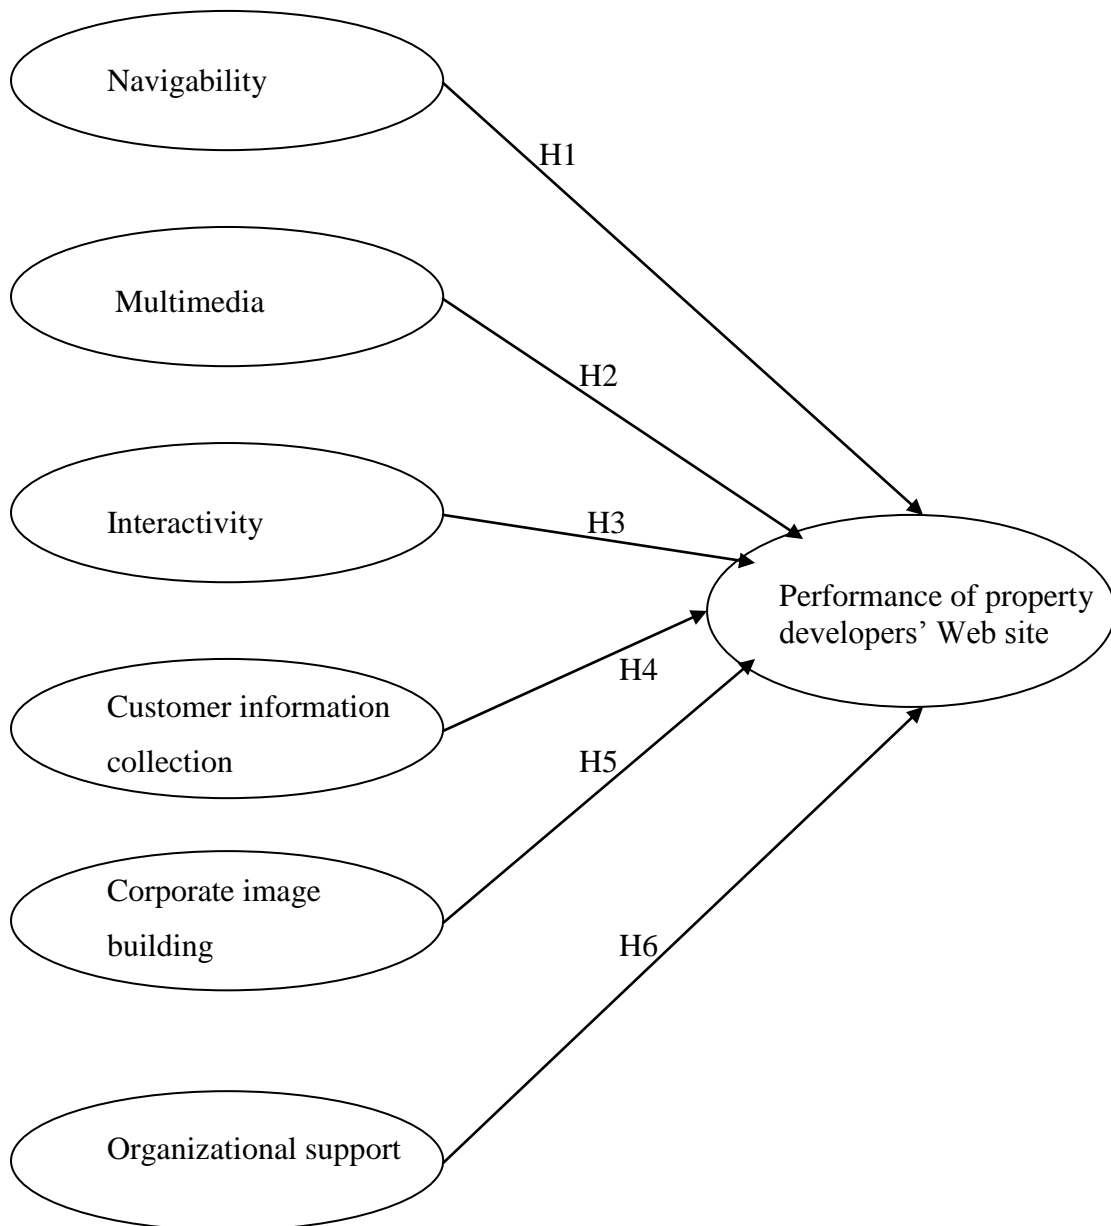 Navigability
H1
Multimedia
H2
Interactivity
H3
Performance of property
developers’ Web site
Customer information
collection
H4
H5
Corporate image
building
H6
Organizational support